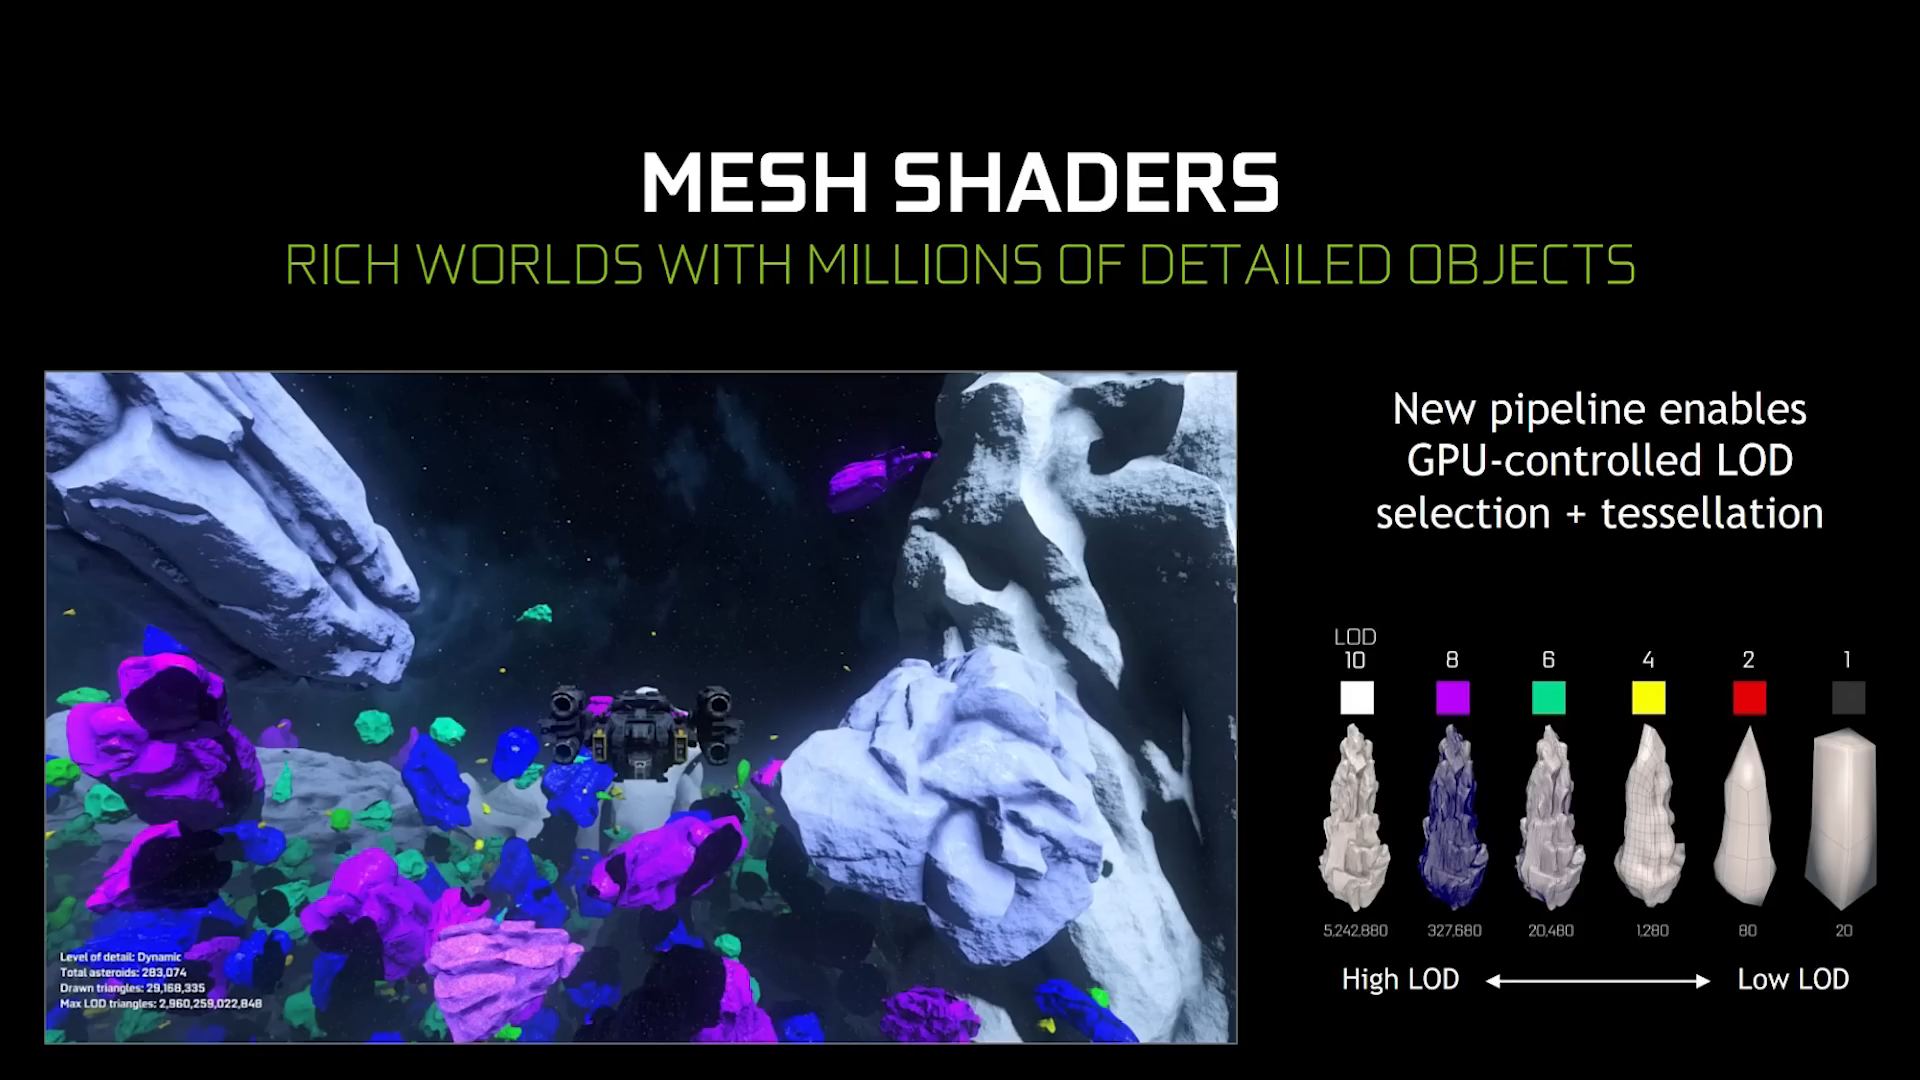 MESH SHADERS
RICH WORLDS WITH MILLIONS OF DETAILED OBJECTS
New pipeline enables
GPU-controlled LOD
selection + tessellation
LOD
10 8 6 4 2 1
5,242,880 327,680 20,480 1,280 80 20
High LOD Low LOD
Level of detail: Dynamic
Total asteroids: 283,074
Drawn triangles: 29,168,335
Max LOD triangles: 2,960,259,022,848